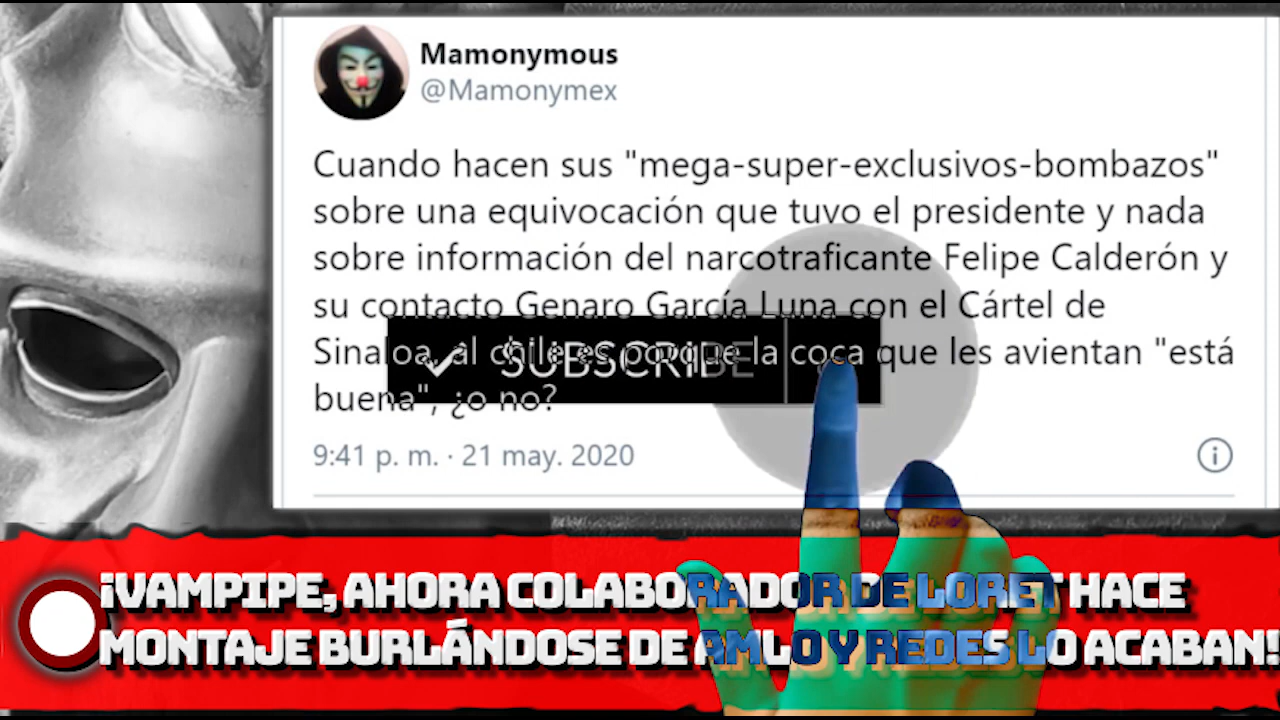 Mamonymous
@Mamonymex
Cuando hacen sus "mega-super-exclusivos-bombazos"
sobre una equivocación que tuvo el presidente y nada
sobre información del narcotraficante Felipe Calderón y
su contacto Genaro García Luna con el Cártel de
Sinaloa, al chile es porque la coca que les avientan "está
buena", ¿o no?
SUBSCRIBE
9:41 p. m. · 21 may. 2020
¡VAMPIPE, AHORA COLABORADOR DE LORET HACE
MONTAJE BURLÁNDOSE DE AMLO Y REDES LO ACABAN!